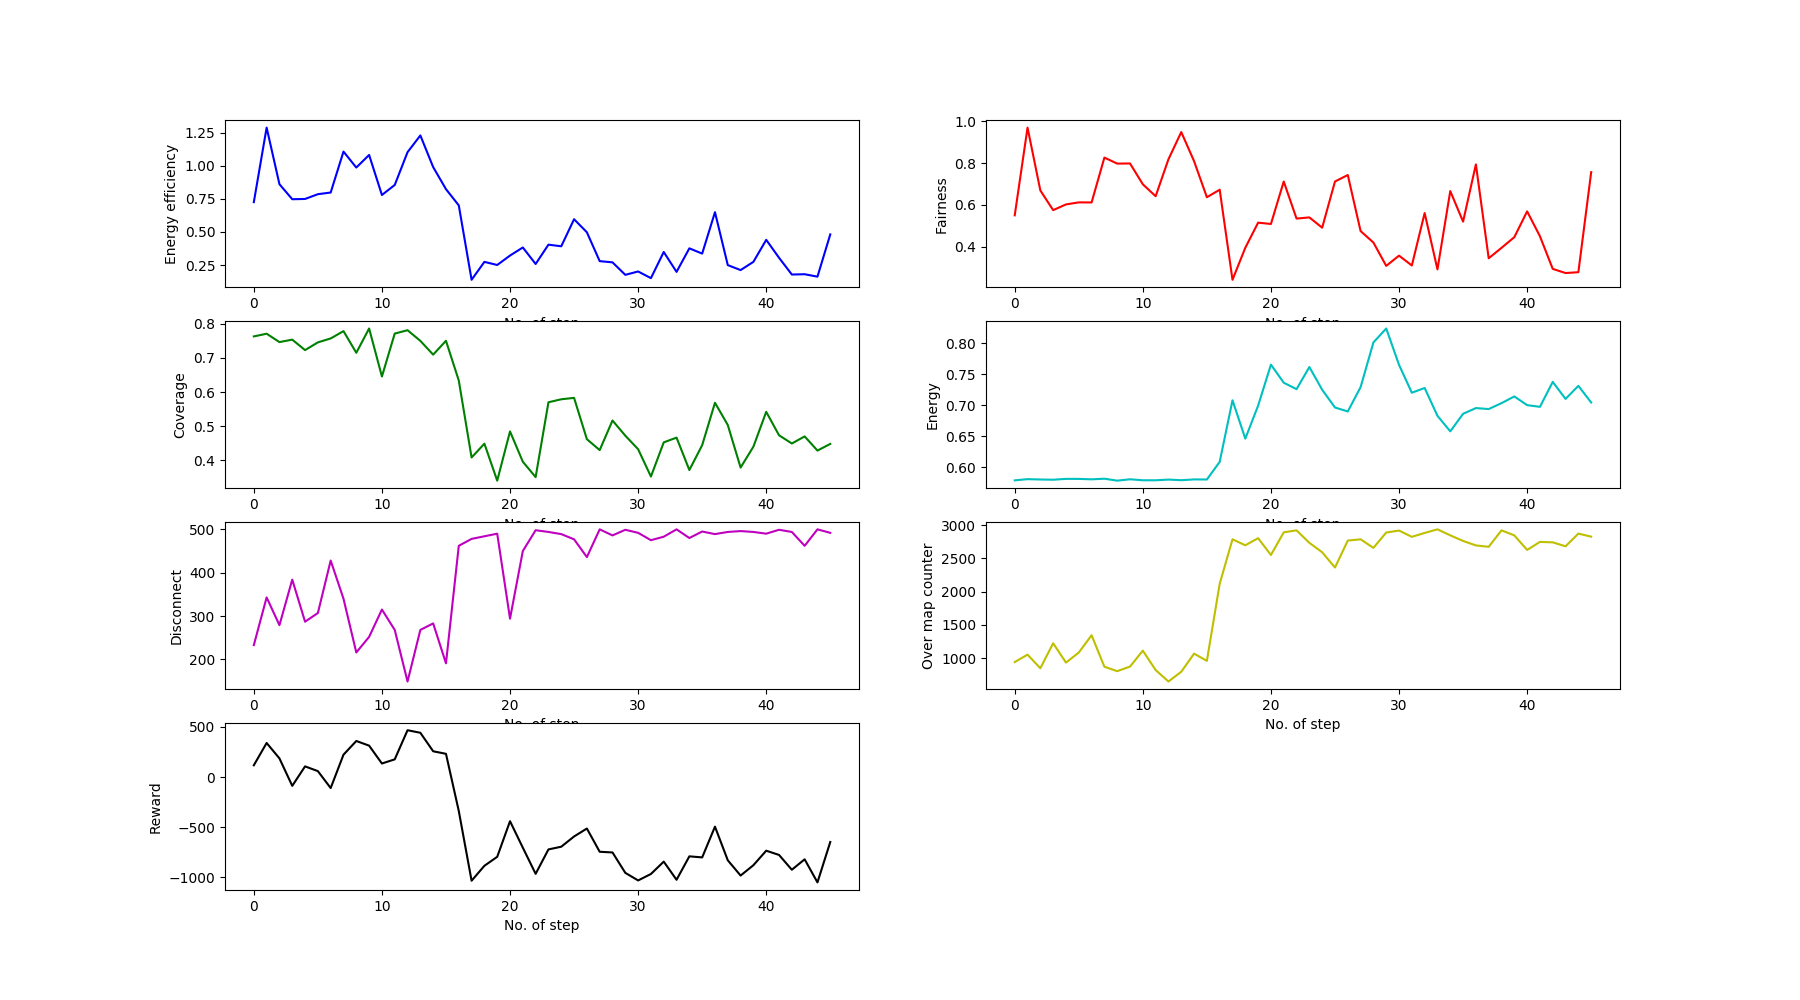 Energy efficiency
1.25
1.00
0.75
0.50
0.25
0 10 20 30 40
No. of step
Fairness
1.0
0.8
0.6
0.4
0 10 20 30 40
No. of step
Coverage
0.8
0.7
0.6
0.5
0.4
0 10 20 30 40
No. of step
Energy
0.80
0.75
0.70
0.65
0.60
0 10 20 30 40
No. of step
Disconnect
500
400
300
200
0 10 20 30 40
No. of step
Over map counter
3000
2500
2000
1500
1000
0 10 20 30 40
No. of step
Reward
500
0
−500
−1000
0 10 20 30 40
No. of step